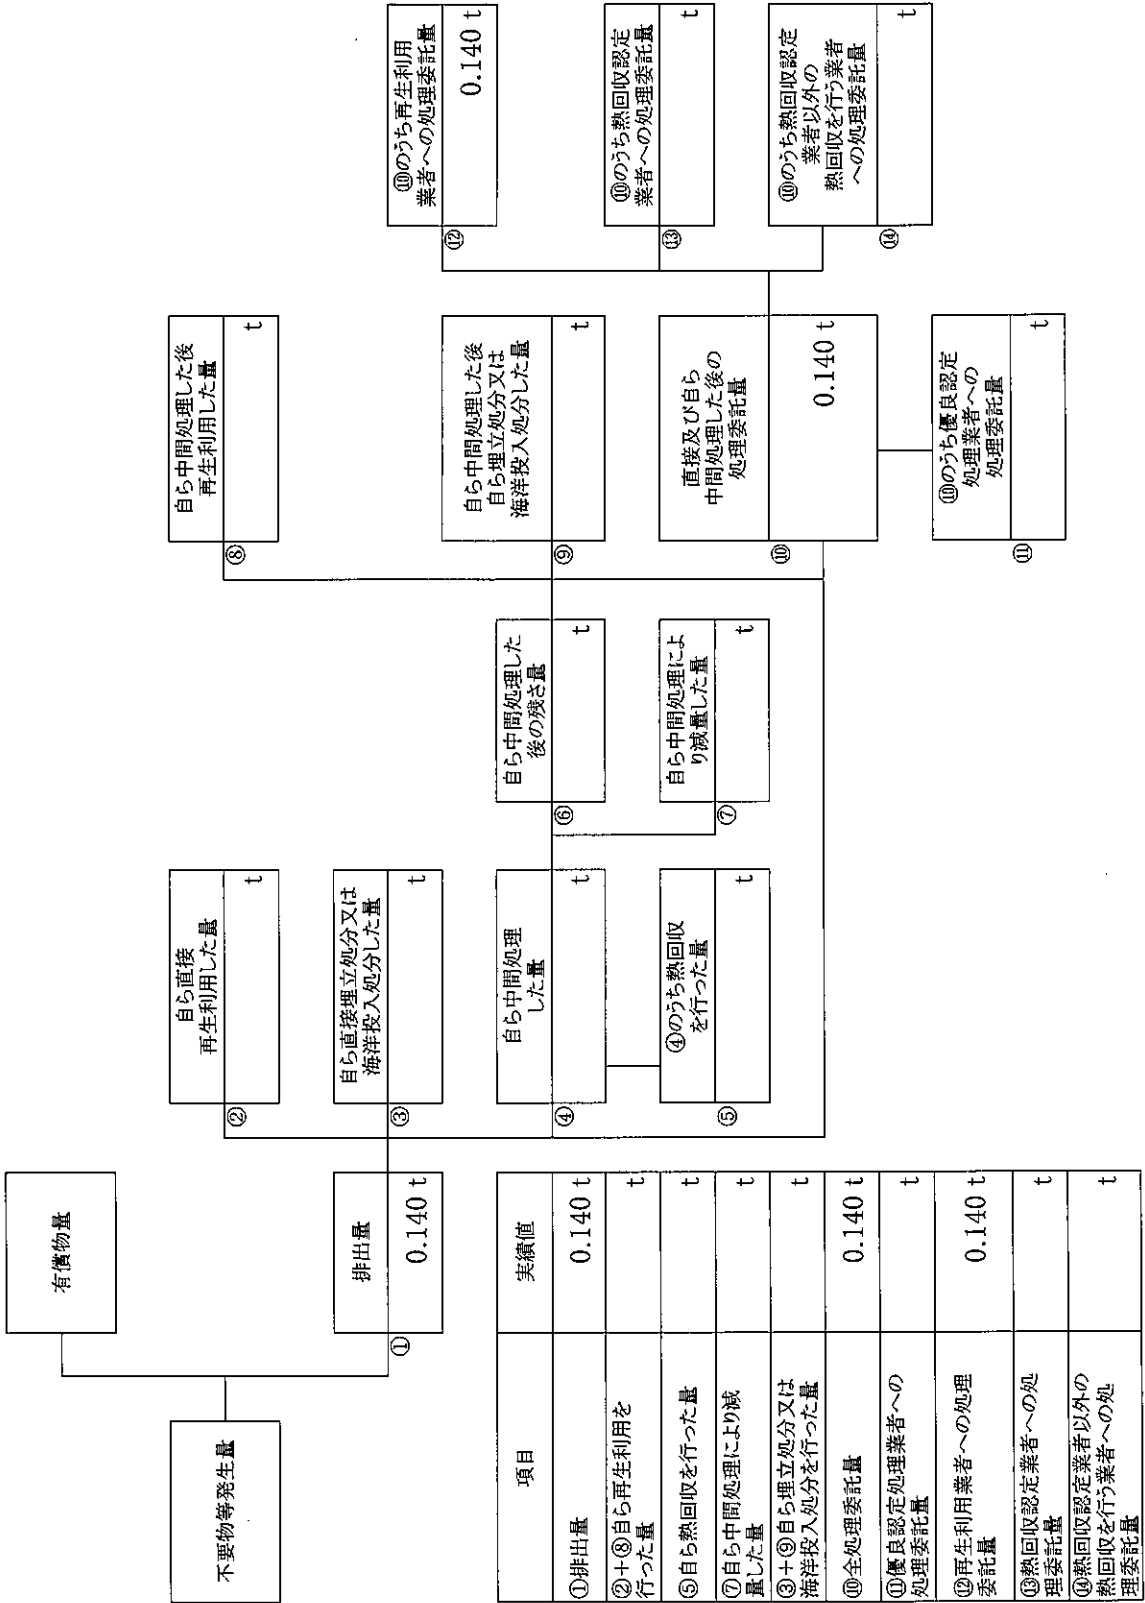 不要物等発生量
有償物量
排出量
①
0.140 t
自ら直接
再生利用した量
②
t
自ら直接埋立処分又は
海洋投入処分した量
③
t
自ら中間処理
した量
④
t
④のうち熱回収
を行った量
⑤
t
自ら中間処理した
後の残さ量
⑥
t
自ら中間処理によ
り減量した量
⑦
t
自ら中間処理した後
再生利用した量
⑧
t
自ら中間処理した後
自ら埋立処分又は
海洋投入処分した量
⑨
t
直接及び自ら
中間処理した後の
処理委託量
⑩
0.140 t
⑩のうち優良認定
処理業者への
処理委託量
⑪
t
⑩のうち再生利用
業者への処理委託量
⑫
0.140 t
⑩のうち熱回収認定
業者への処理委託量
⑬
t
⑩のうち熱回収認定
業者以外の
熱回収を行う業者
への処理委託量
⑭
t
項目
実績値
①排出量
0.140 t
②+⑧自ら再生利用を
行った量
t
⑤自ら熱回収を行った量
t
⑦自ら中間処理により減
量した量
t
③+⑨自ら埋立処分又は
海洋投入処分を行った量
t
⑩全処理委託量
0.140 t
⑪優良認定処理業者への
処理委託量
t
⑫再生利用業者への処理
委託量
0.140 t
⑬熱回収認定業者への処
理委託量
t
⑭熱回収認定業者以外の
熱回収を行う業者への処
理委託量
t